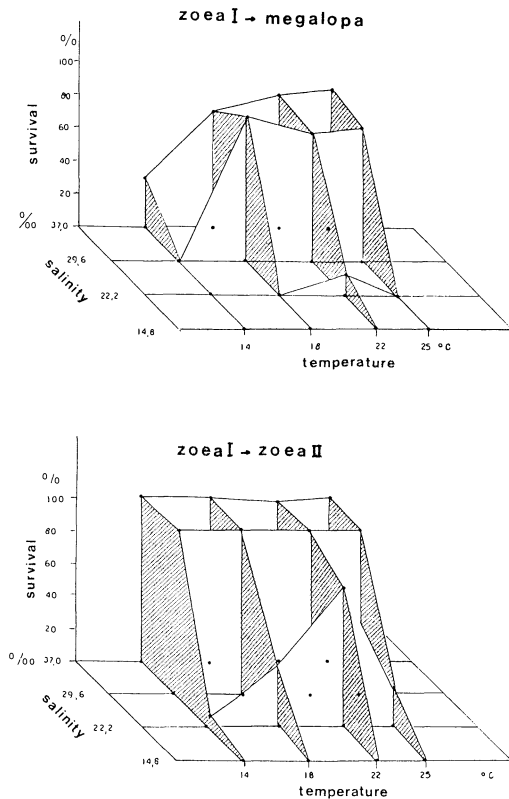 zoea I → megalopa
%
100
80
60
40
20
survival
‰
37,0
29,6
22,2
14,8
salinity
14 18 22 25 °C
temperature
zoea I → zoea II
%
100
80
60
40
20
survival
‰
37,0
29,6
22,2
14,8
salinity
14 18 22 25 °C
temperature